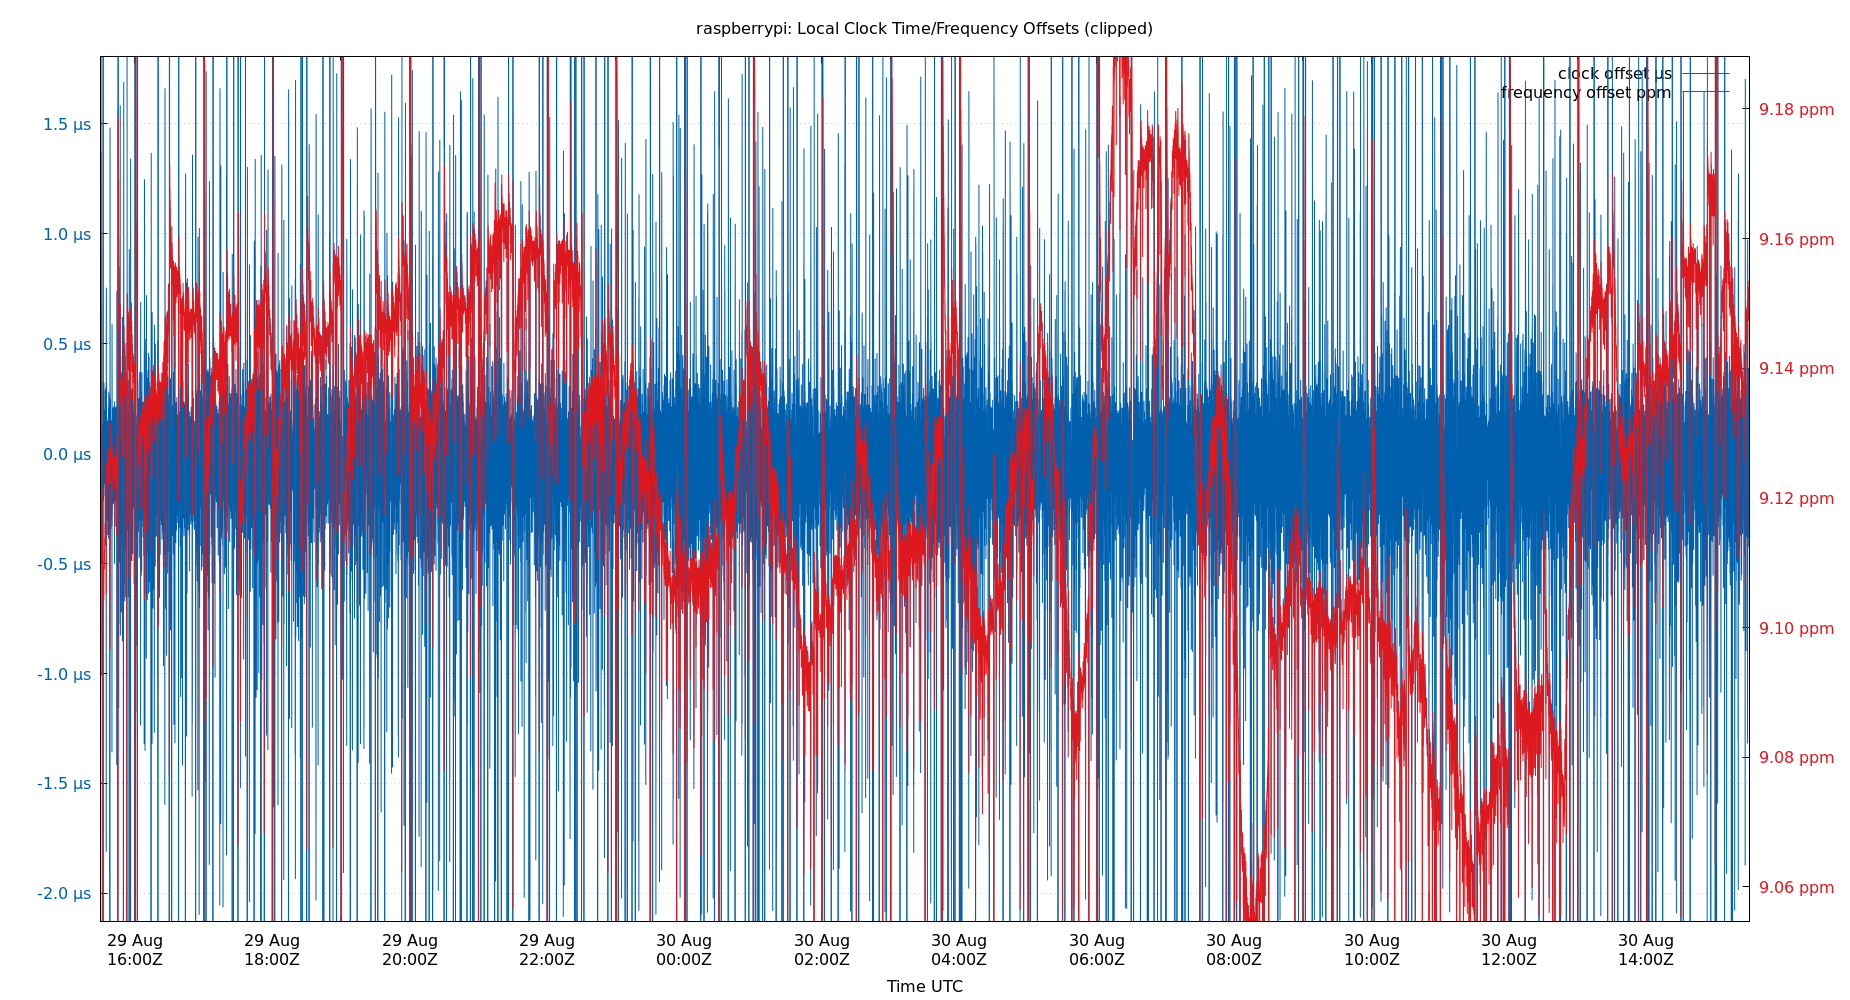 raspberrypi: Local Clock Time/Frequency Offsets (clipped)
clock offset µs
frequency offset ppm
1.5 µs
1.0 µs
0.5 µs
0.0 µs
-0.5 µs
-1.0 µs
-1.5 µs
-2.0 µs
9.18 ppm
9.16 ppm
9.14 ppm
9.12 ppm
9.10 ppm
9.08 ppm
9.06 ppm
29 Aug 29 Aug 29 Aug 29 Aug 30 Aug 30 Aug 30 Aug 30 Aug 30 Aug 30 Aug 30 Aug 30 Aug
16:00Z 18:00Z 20:00Z 22:00Z 00:00Z 02:00Z 04:00Z 06:00Z 08:00Z 10:00Z 12:00Z 14:00Z
Time UTC